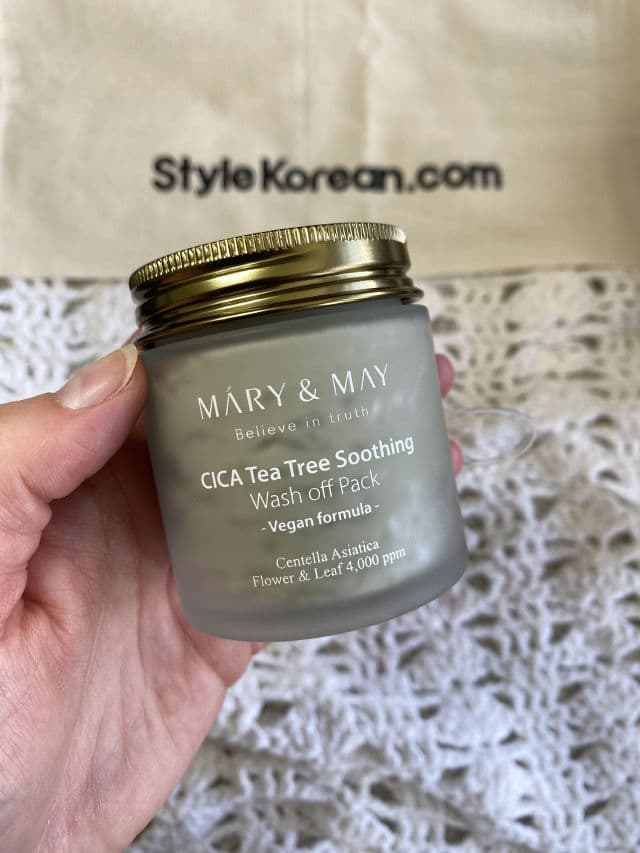 StyleKorean.com
MÁRY & MAY
Believe in truth
CICA Tea Tree Soothing
Wash off Pack
- Vegan formula -
Centella Asiatica
Flower & Leaf 4,000 ppm